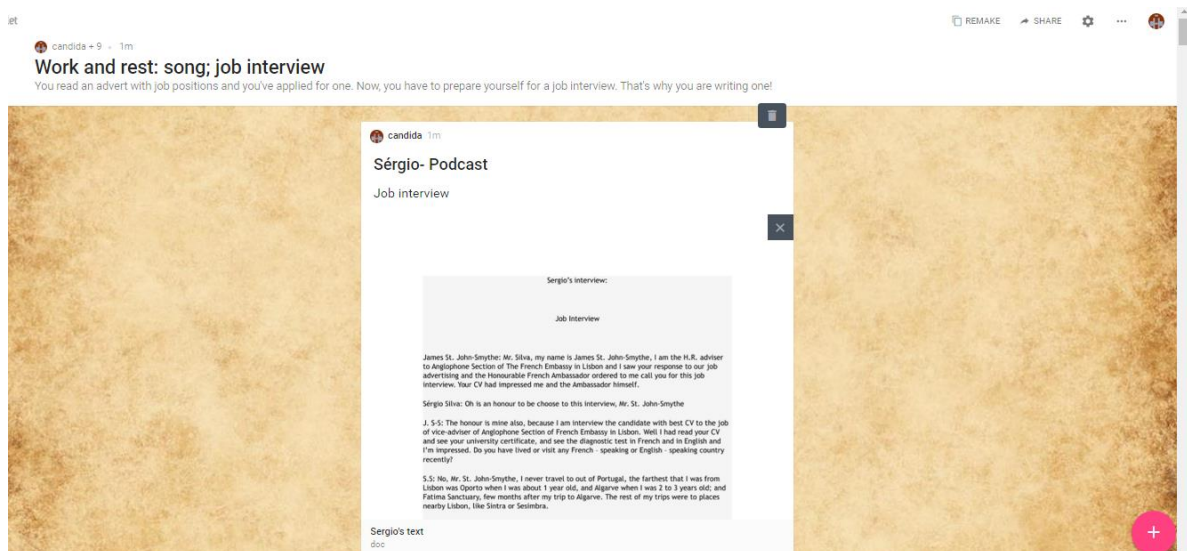 REMAKE SHARE
candida + 9 · 1m
Work and rest: song; job interview
You read an advert with job positions and you've applied for one. Now, you have to prepare yourself for a job interview. That's why you are writing one!
candida 1m
Sérgio- Podcast
Job interview
Sergio's interview:
Job Interview
James St. John-Smythe: Mr. Silva, my name is James St. John-Smythe, I am the H.R. adviser
to Anglophone Section of The French Embassy in Lisbon and I saw your response to our job
advertising and the Honourable French Ambassador ordered to me call you for this job
interview. Your CV had impressed me and the Ambassador himself.
Sérgio Silva: Oh is an honour to be choose to this interview, Mr. St. John-Smythe
J. S-S: The honour is mine also, because I am interview the candidate with best CV to the job
of vice-adviser of Anglophone Section of French Embassy in Lisbon. Well I had read your CV
and see your university certificate, and see the diagnostic test in French and in English and
I'm impressed. Do you have lived or visit any French - speaking or English - speaking country
recently?
S.S: No, Mr. St. John-Smythe, I never travel to out of Portugal, the farthest that I was from
Lisbon was Oporto when I was about 1 year old, and Algarve when I was 2 to 3 years old; and
Fatima Sanctuary, few months after my trip to Algarve. The rest of my trips were to places
nearby Lisbon, like Sintra or Sesimbra.
Sergio's text
doc